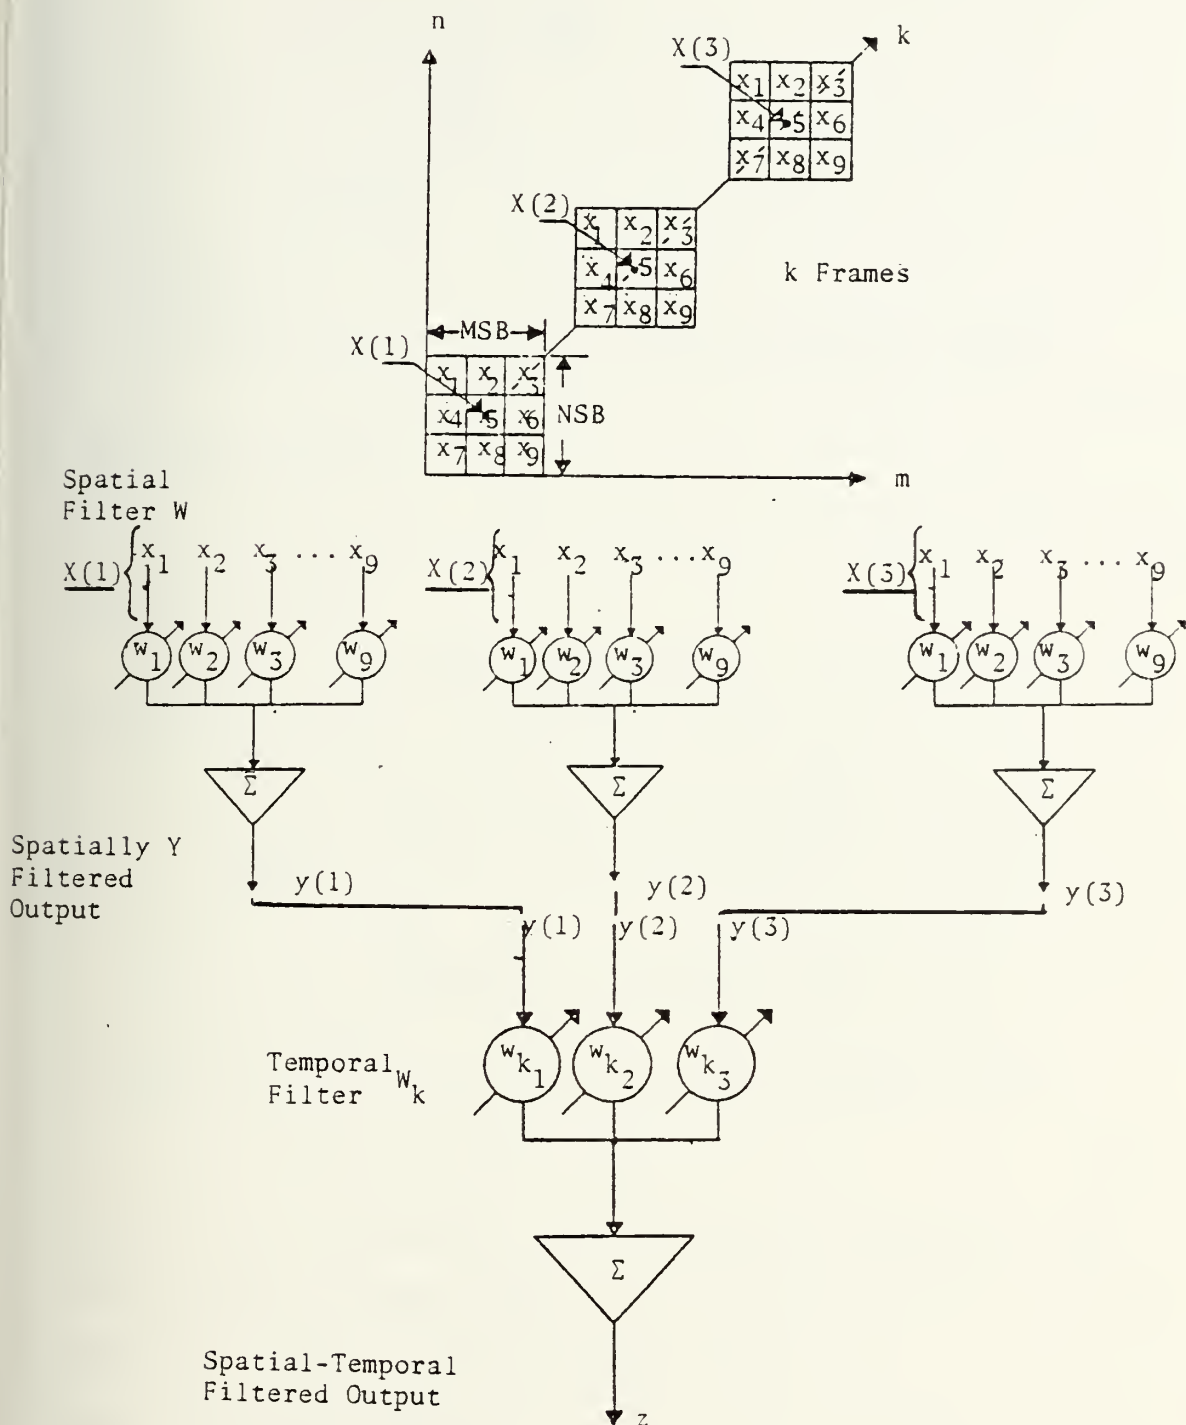 n
X(3)
k
x1 x2 x3
x4 5 x6
x7 x8 x9
X(2)
x1 x2 x3
x4 5 x6
x7 x8 x9
k Frames
MSB
X(1)
x1 x2 x3
x4 x5 x6
x7 x8 x9
NSB
m
Spatial
Filter W
X(1) x1 x2 x3 ... x9
X(2) x1 x2 x3 ... x9
X(3) x1 x2 x3 ... x9
w1 w2 w3 w9
w1 w2 w3 w9
w1 w2 w3 w9
Σ Σ Σ
Spatially Y
Filtered
Output
y(1) y(2) y(3)
y(1) y(2) y(3)
Temporal Wk
Filter
wk1 wk2 wk3
Σ
Spatial-Temporal
Filtered Output
z